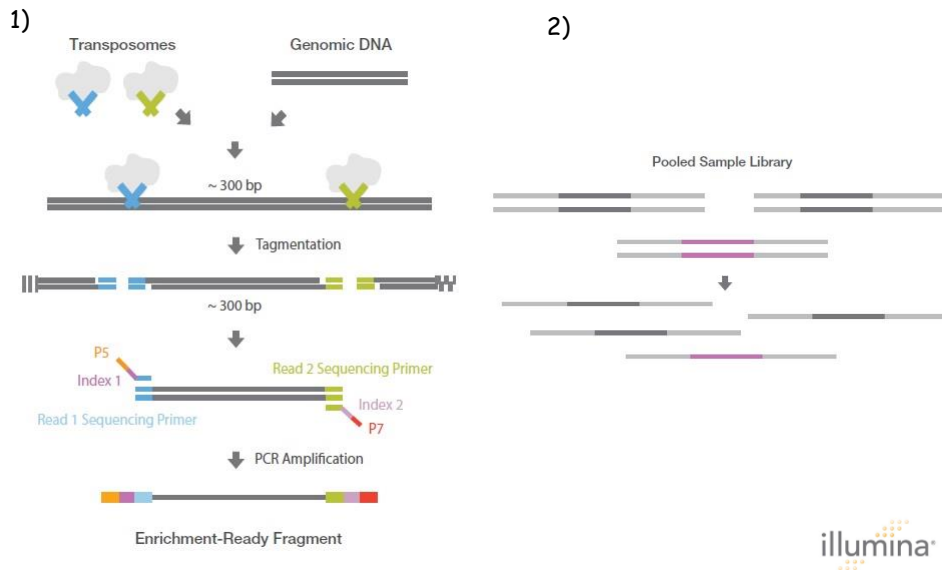 1)
Transposomes
Genomic DNA
~ 300 bp
Tagmentation
~ 300 bp
P5
Index 1
Read 1 Sequencing Primer
Read 2 Sequencing Primer
Index 2
P7
PCR Amplification
Enrichment-Ready Fragment
2)
Pooled Sample Library
illumina®